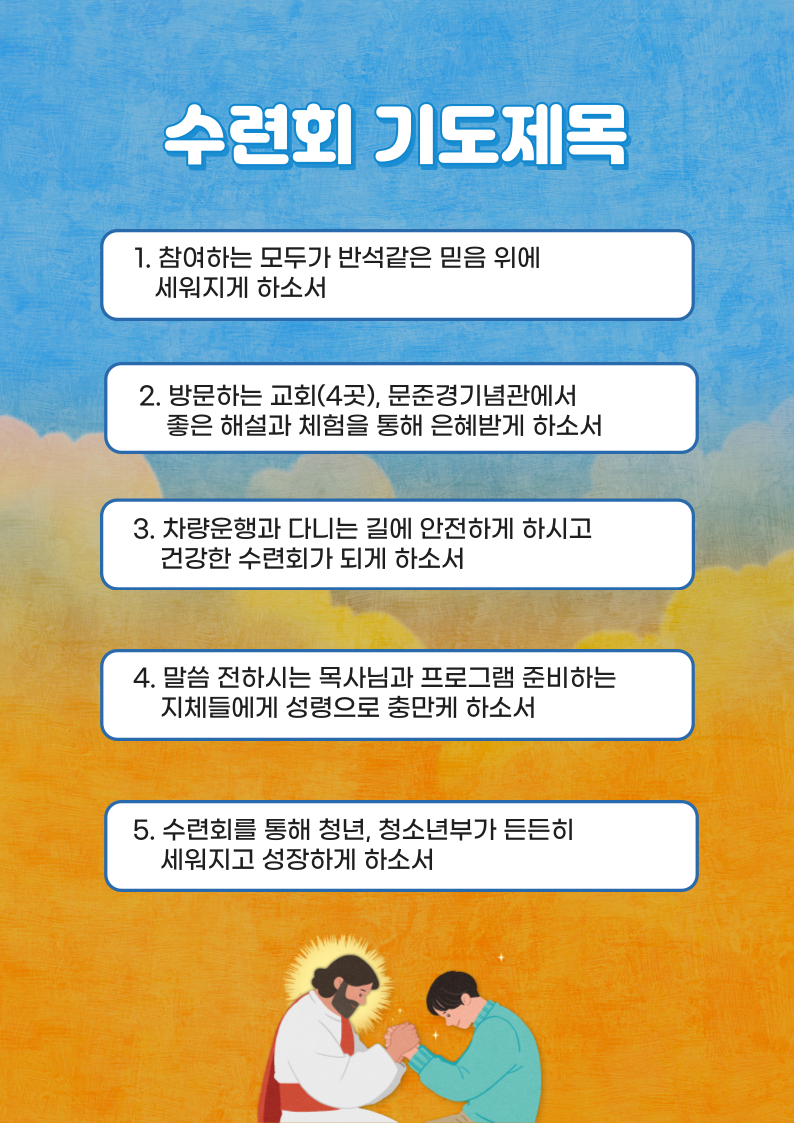 수련회 기도제목
1. 참여하는 모두가 반석같은 믿음 위에
세워지게 하소서
2. 방문하는 교회(4곳), 문준경기념관에서
좋은 해설과 체험을 통해 은혜받게 하소서
3. 차량운행과 다니는 길에 안전하게 하시고
건강한 수련회가 되게 하소서
4. 말씀 전하시는 목사님과 프로그램 준비하는
지체들에게 성령으로 충만케 하소서
5. 수련회를 통해 청년, 청소년부가 든든히
세워지고 성장하게 하소서